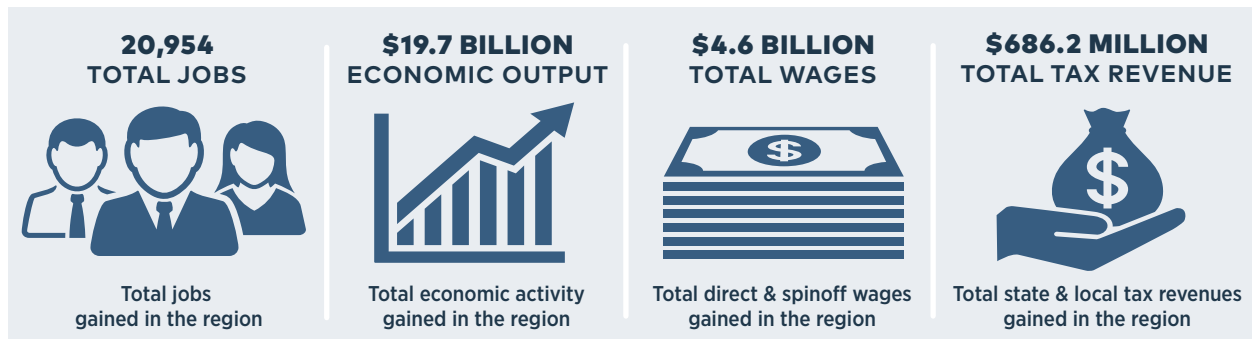 20,954
TOTAL JOBS
Total jobs
gained in the region
$19.7 BILLION
ECONOMIC OUTPUT
Total economic activity
gained in the region
$4.6 BILLION
TOTAL WAGES
$
Total direct & spinoff wages
gained in the region
$686.2 MILLION
TOTAL TAX REVENUE
$
Total state & local tax revenues
gained in the region